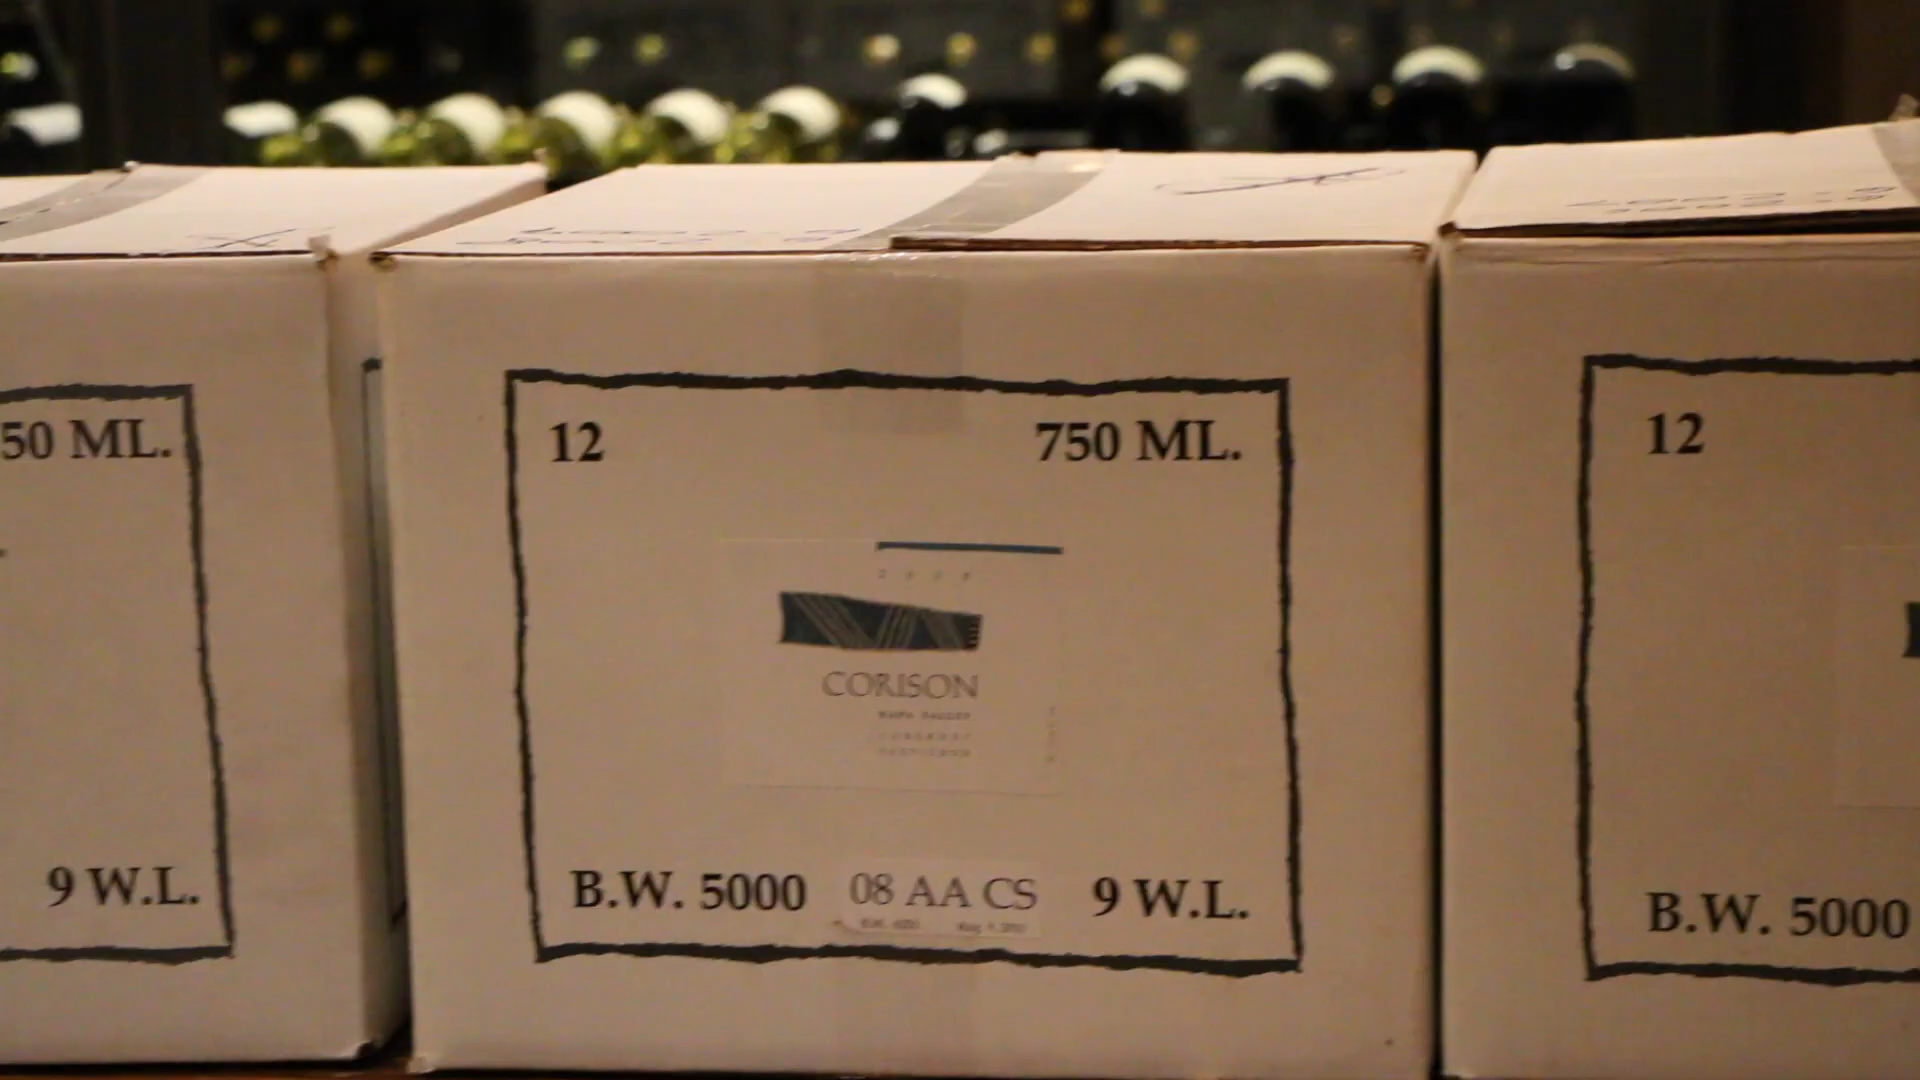 50 ML.
9 W.L.
12 750 ML.
CORISON
B.W. 5000 08 AA CS 9 W.L.
12
B.W. 5000